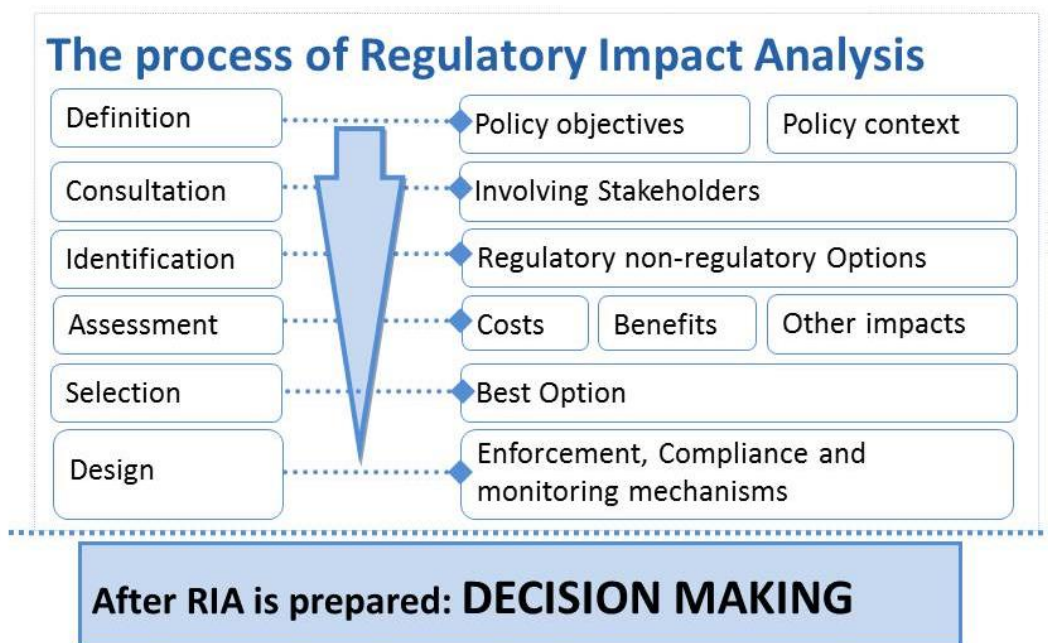 The process of Regulatory Impact Analysis
Definition
Policy objectives
Policy context
Consultation
Involving Stakeholders
Identification
Regulatory non-regulatory Options
Assessment
Costs
Benefits
Other impacts
Selection
Best Option
Design
Enforcement, Compliance and
monitoring mechanisms
After RIA is prepared: DECISION MAKING